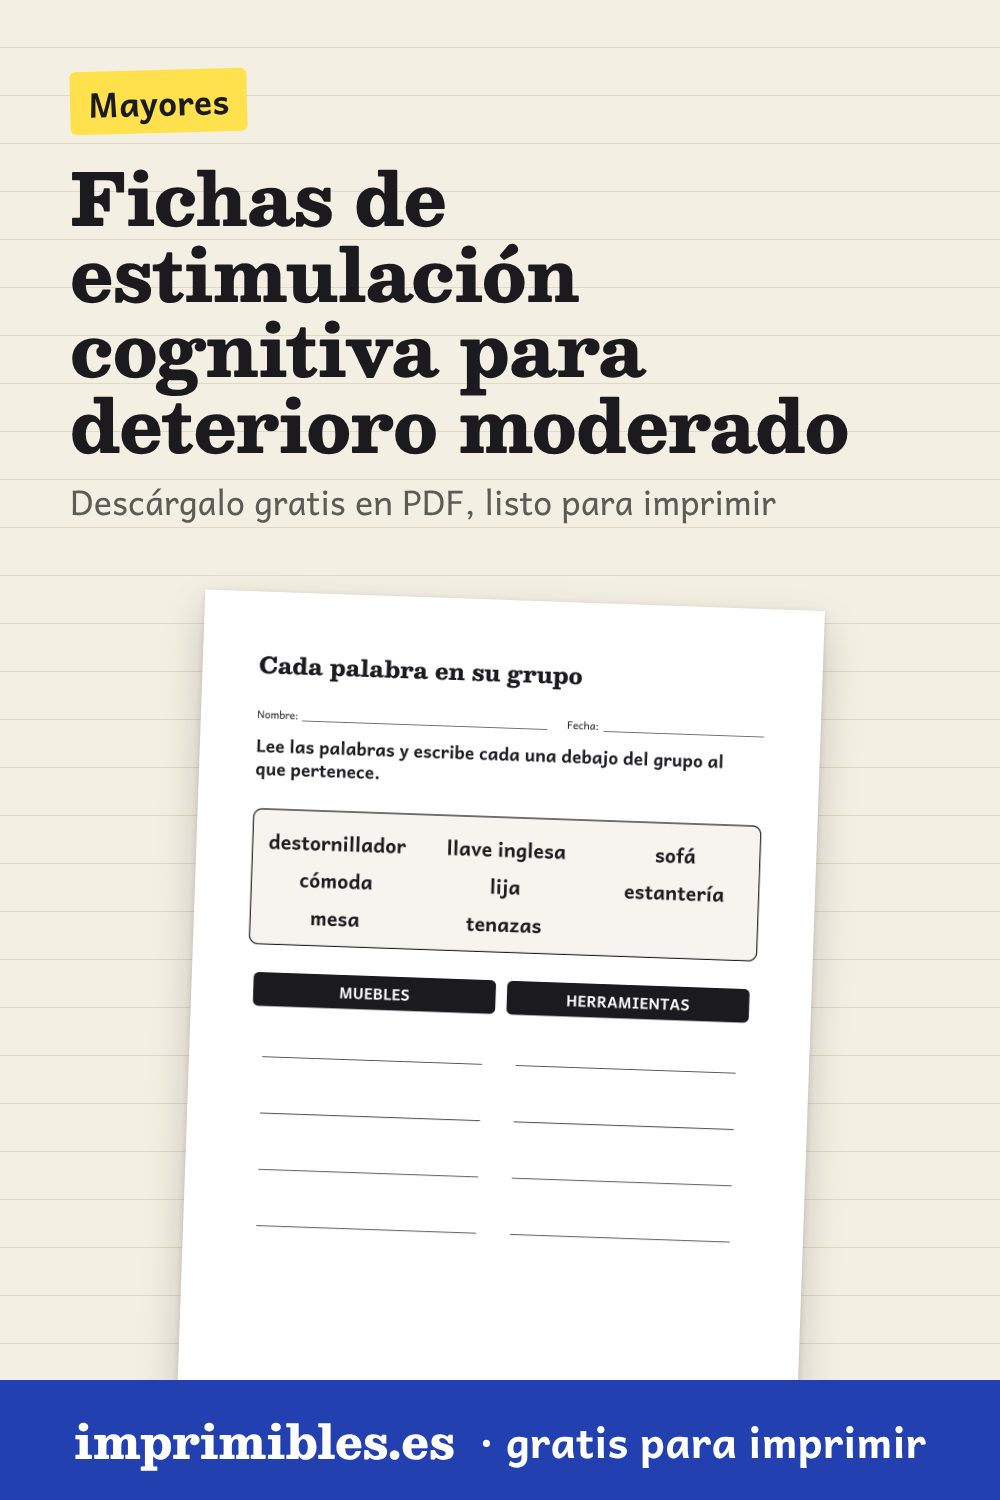 Mayores
Fichas de
estimulación
cognitiva para
deterioro moderado
Descárgalo gratis en PDF, listo para imprimir
Cada palabra en su grupo
Nombre: Fecha:
Lee las palabras y escribe cada una debajo del grupo al
que pertenece.
destornillador llave inglesa sofá
cómoda lija estantería
mesa tenazas
MUEBLES HERRAMIENTAS
imprimibles.es · gratis para imprimir